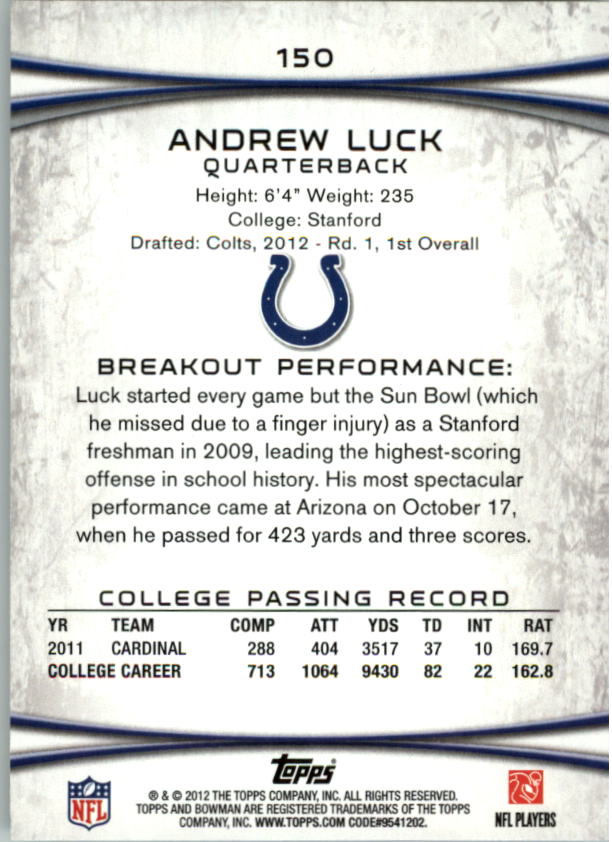 150
ANDREW LUCK
QUARTERBACK
Height: 6'4" Weight: 235
College: Stanford
Drafted: Colts, 2012 - Rd. 1, 1st Overall
BREAKOUT PERFORMANCE:
Luck started every game but the Sun Bowl (which
he missed due to a finger injury) as a Stanford
freshman in 2009, leading the highest-scoring
offense in school history. His most spectacular
performance came at Arizona on October 17,
when he passed for 423 yards and three scores.
COLLEGE PASSING RECORD
YR TEAM COMP ATT YDS TD INT RAT
2011 CARDINAL 288 404 3517 37 10 169.7
COLLEGE CAREER 713 1064 9430 82 22 162.8
Topps®
NFL
® & © 2012 THE TOPPS COMPANY, INC. ALL RIGHTS RESERVED.
TOPPS AND BOWMAN ARE REGISTERED TRADEMARKS OF THE TOPPS
COMPANY, INC. WWW.TOPPS.COM CODE#9541202.
NFL PLAYERS